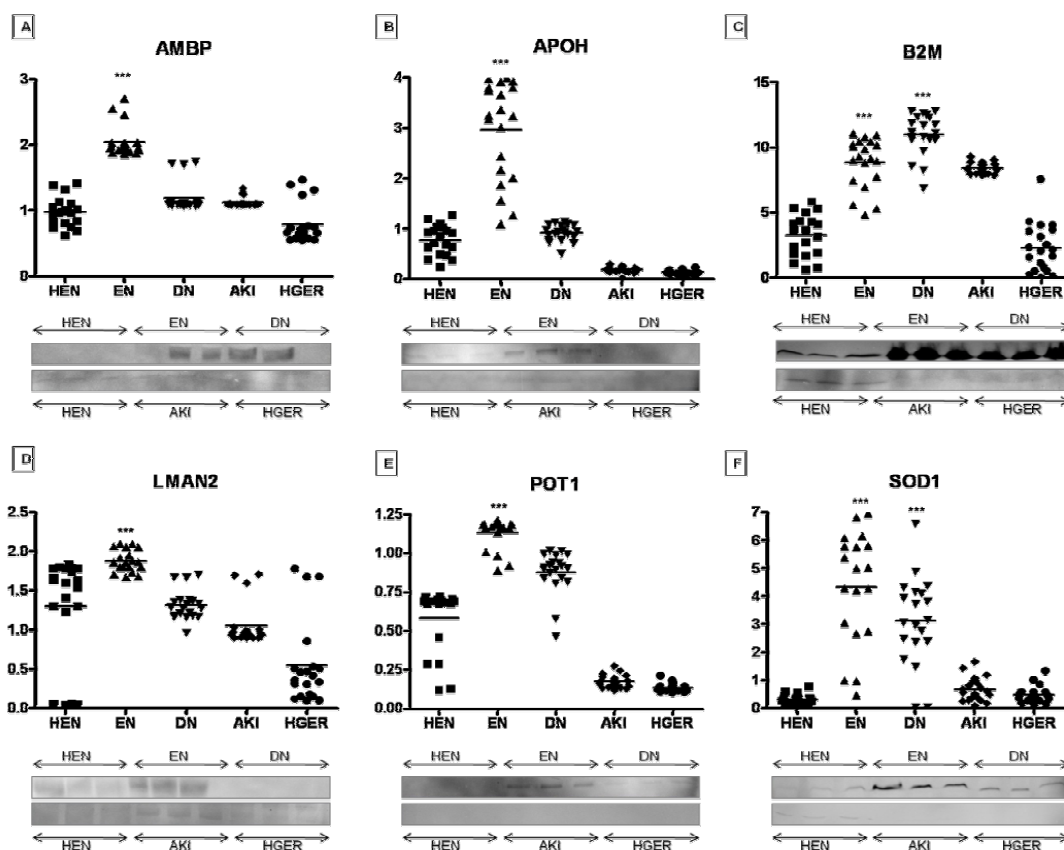 A
AMBP
***
3
2
1
0
HEN EN DN AKI HGER
HEN EN DN
HEN AKI HGER
B
APOH
***
4
3
2
1
0
HEN EN DN AKI HGER
HEN EN DN
HEN AKI HGER
C
B2M
*** ***
15
10
5
0
HEN EN DN AKI HGER
HEN EN DN
HEN AKI HGER
D
LMAN2
***
2.5
2.0
1.5
1.0
0.5
0.0
HEN EN DN AKI HGER
HEN EN DN
HEN AKI HGER
E
POT1
***
1.25
1.00
0.75
0.50
0.25
0.00
HEN EN DN AKI HGER
HEN EN DN
HEN AKI HGER
F
SOD1
*** ***
7
6
5
4
3
2
1
0
HEN EN DN AKI HGER
HEN EN DN
HEN AKI HGER